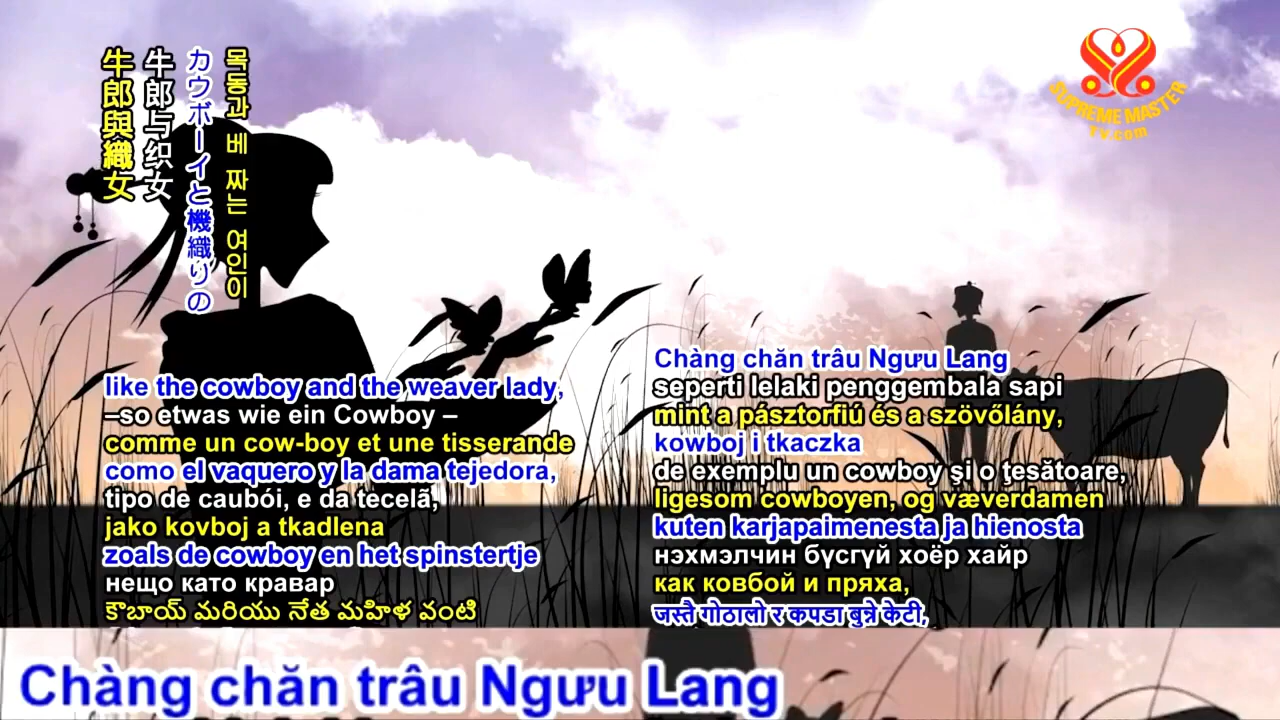 牛郎與織女
牛郎与织女
カウボーイと機織りの
목동과 베 짜는 여인이
SUPREME MASTER
TV.com
like the cowboy and the weaver lady,
–so etwas wie ein Cowboy –
comme un cow-boy et une tisserande
como el vaquero y la dama tejedora,
tipo de caubói, e da tecelã,
jako kovboj a tkadlena
zoals de cowboy en het spinstertje
нещо като кравар
కౌబాయ్ మరియు నేత మహిళ వంటి
Chàng chăn trâu Ngưu Lang
seperti lelaki penggembala sapi
mint a pásztorfiú és a szövőlány,
kowboj i tkaczka
de exemplu un cowboy şi o ţesătoare,
ligesom cowboyen, og væverdamen
kuten karjapaimenesta ja hienosta
нэхмэлчин бүсгүй хоёр хайр
как ковбой и пряха,
जस्तै गोठालो र कपडा बुन्ने केटी,
Chàng chăn trâu Ngưu Lang